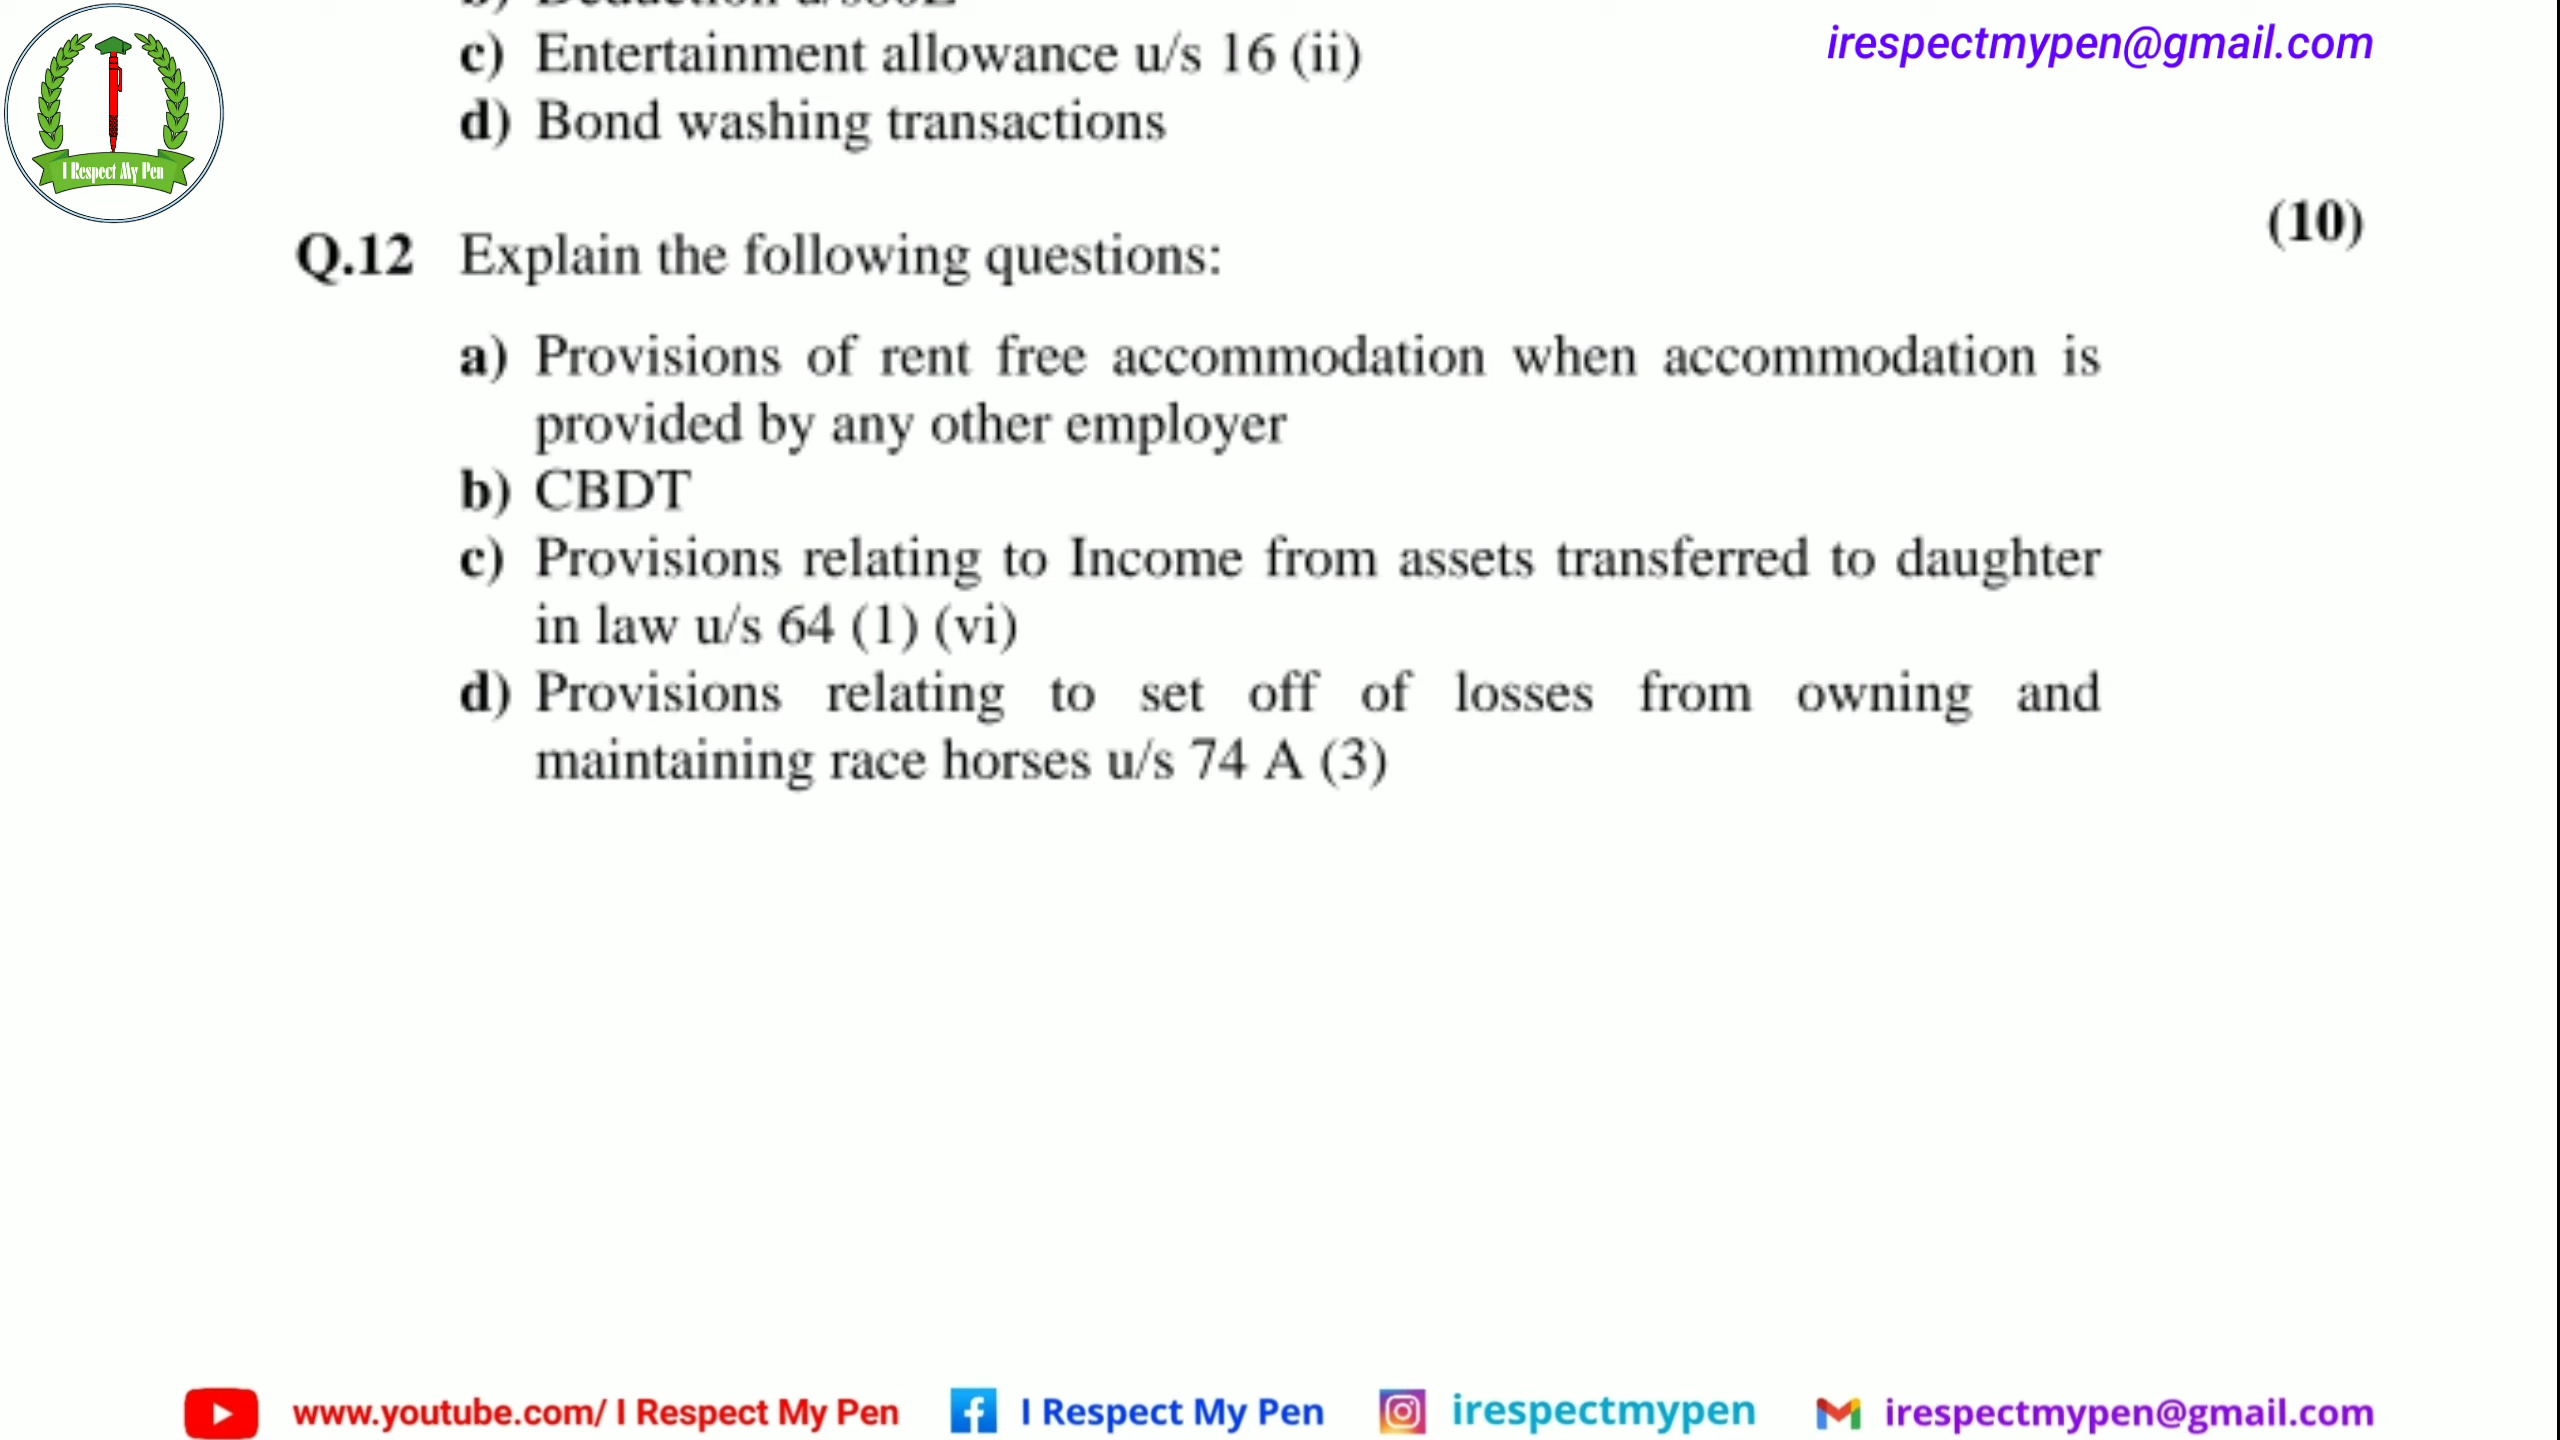 c) Entertainment allowance u/s 16 (ii)
irespectmypen@gmail.com
d) Bond washing transactions
I Respect My Pen
(10)
Q.12 Explain the following questions:
a) Provisions of rent free accommodation when accommodation is
provided by any other employer
b) CBDT
c) Provisions relating to Income from assets transferred to daughter
in law u/s 64 (1) (vi)
d) Provisions relating to set off of losses from owning and
maintaining race horses u/s 74 A (3)
www.youtube.com/ I Respect My Pen
I Respect My Pen
irespectmypen
irespectmypen@gmail.com